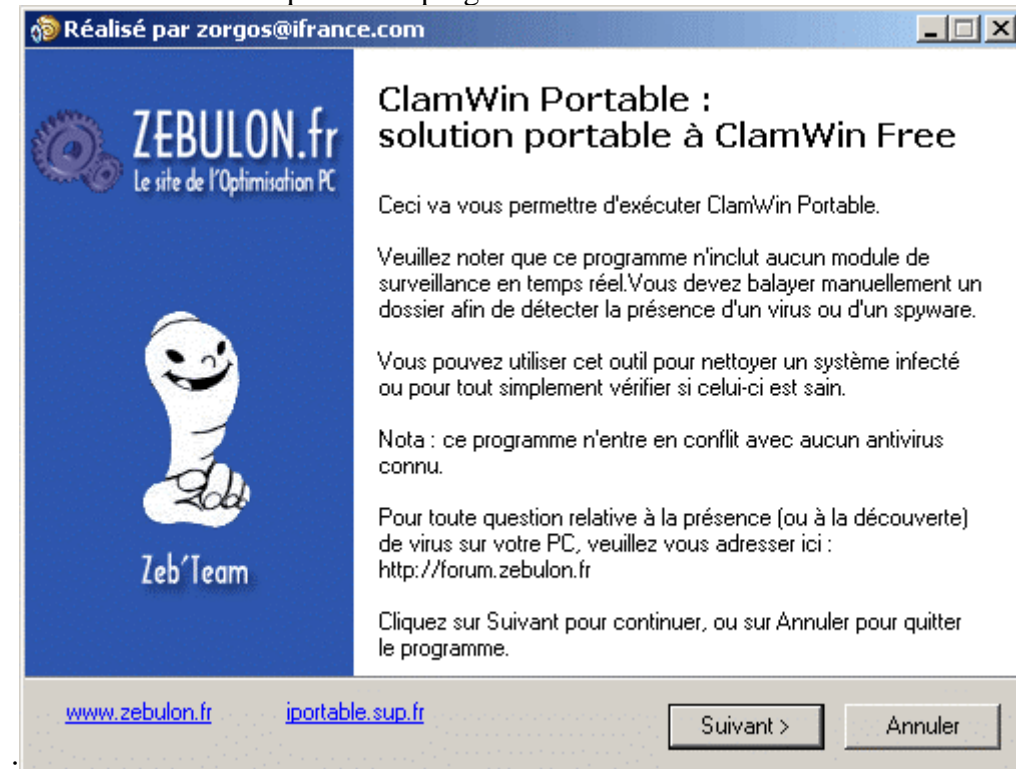 Réalisé par zorgos@ifrance.com
ZEBULON.fr
Le site de l'Optimisation PC
Zeb'Team
ClamWin Portable :
solution portable à ClamWin Free
Ceci va vous permettre d'exécuter ClamWin Portable.
Veuillez noter que ce programme n'inclut aucun module de
surveillance en temps réel.Vous devez balayer manuellement un
dossier afin de détecter la présence d'un virus ou d'un spyware.
Vous pouvez utiliser cet outil pour nettoyer un système infecté
ou pour tout simplement vérifier si celui-ci est sain.
Nota : ce programme n'entre en conflit avec aucun antivirus
connu.
Pour toute question relative à la présence (ou à la découverte)
de virus sur votre PC, veuillez vous adresser ici :
http://forum.zebulon.fr
Cliquez sur Suivant pour continuer, ou sur Annuler pour quitter
le programme.
www.zebulon.fr iportable.sup.fr Suivant > Annuler
.